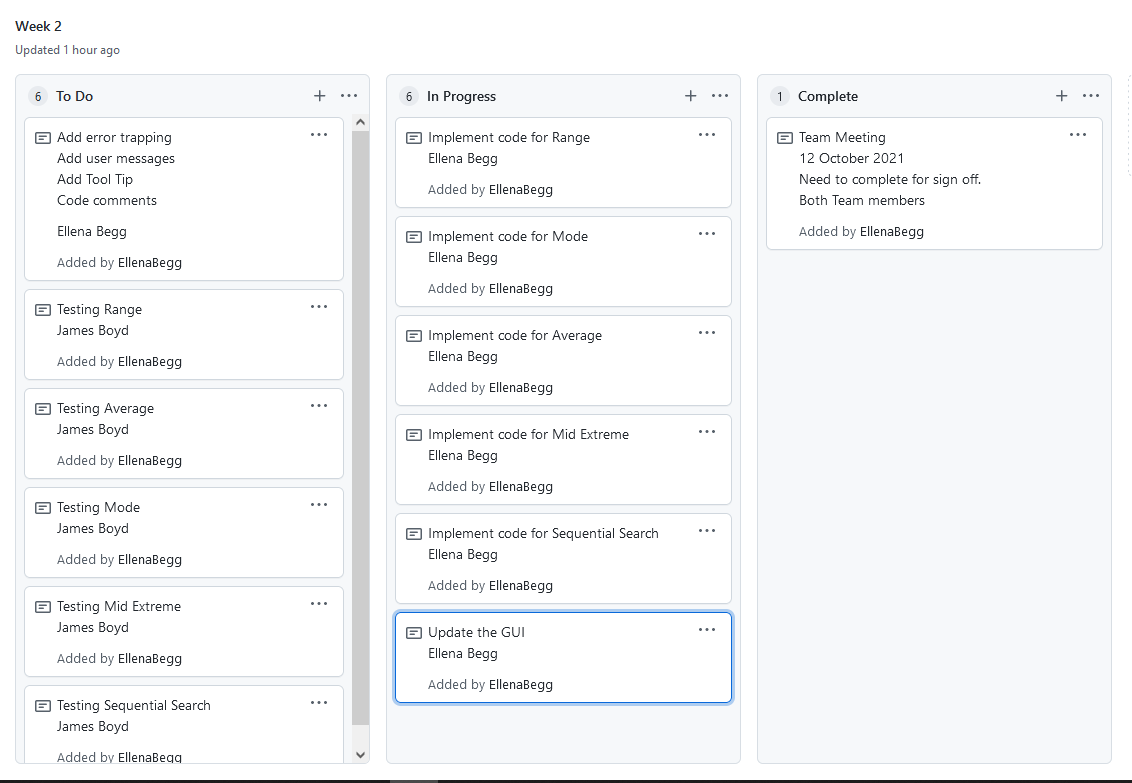 Week 2
Updated 1 hour ago
6 To Do
Add error trapping
Add user messages
Add Tool Tip
Code comments
Ellena Begg
Added by EllenaBegg
Testing Range
James Boyd
Added by EllenaBegg
Testing Average
James Boyd
Added by EllenaBegg
Testing Mode
James Boyd
Added by EllenaBegg
Testing Mid Extreme
James Boyd
Added by EllenaBegg
Testing Sequential Search
James Boyd
Added by EllenaBegg
6 In Progress
Implement code for Range
Ellena Begg
Added by EllenaBegg
Implement code for Mode
Ellena Begg
Added by EllenaBegg
Implement code for Average
Ellena Begg
Added by EllenaBegg
Implement code for Mid Extreme
Ellena Begg
Added by EllenaBegg
Implement code for Sequential Search
Ellena Begg
Added by EllenaBegg
Update the GUI
Ellena Begg
Added by EllenaBegg
1 Complete
Team Meeting
12 October 2021
Need to complete for sign off.
Both Team members
Added by EllenaBegg